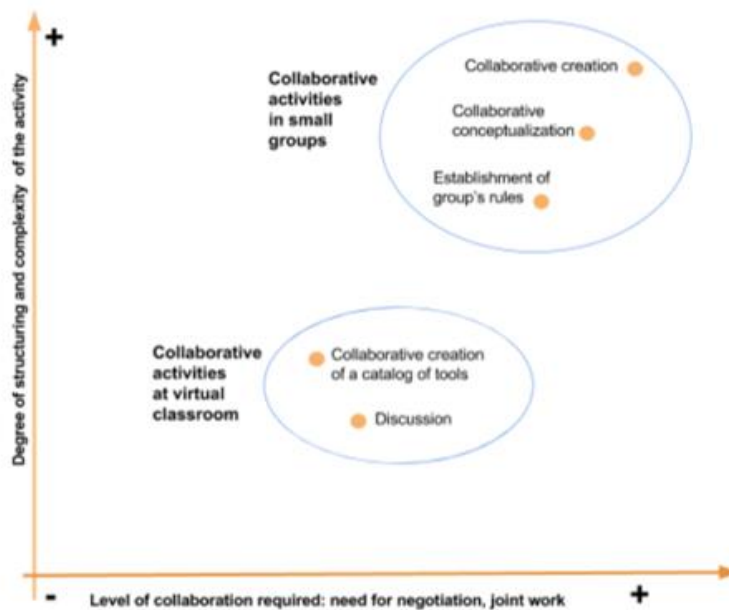 +
Collaborative
activities
in small
groups
Collaborative creation
Collaborative
conceptualization
Establishment of
group's rules
Degree of structuring and complexity of the activity
Collaborative
activities
at virtual
classroom
Collaborative creation
of a catalog of tools
Discussion
-
Level of collaboration required: need for negotiation, joint work
+